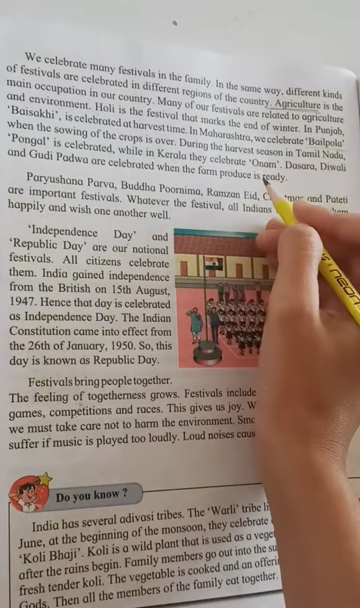 We celebrate many festivals in the family. In the same way, different kinds
of festivals are celebrated in different regions of the country. Agriculture is the
main occupation in our country. Many of our festivals are related to agriculture
and environment. Holi is the festival that marks the end of winter. In Punjab,
‘Baisakhi’, is celebrated at harvest time. In Maharashtra, we celebrate ‘Bailpola’
when the sowing of the crops is over. During the harvest season in Tamil Nadu,
‘Pongal’ is celebrated, while in Kerala they celebrate ‘Onam’. Dasara, Diwali
and Gudi Padwa are celebrated when the farm produce is ready.
Paryushana Parva, Buddha Poornima, Ramzan Eid, and Pateti
are important festivals. Whatever the festival, all Indians
happily and wish one another well.
‘Independence Day’ and
‘Republic Day’ are our national
festivals. All citizens celebrate
them. India gained independence
from the British on 15th August,
1947. Hence that day is celebrated
as Independence Day. The Indian
Constitution came into effect from
the 26th of January, 1950. So, this
day is known as Republic Day.
Festivals bring people together.
The feeling of togetherness grows. Festivals include
games, competitions and races. This gives us joy.
we must take care not to harm the environment.
suffer if music is played too loudly. Loud noises
Do you know ?
India has several adivasi tribes. The ‘Warli’ tribe
June, at the beginning of the monsoon, they celebrate
‘Koli Bhaji’. Koli is a wild plant that is used as a
after the rains begin. Family members go out into the
fresh tender koli. The vegetable is cooked and an
Gods. Then all the members of the family eat together.